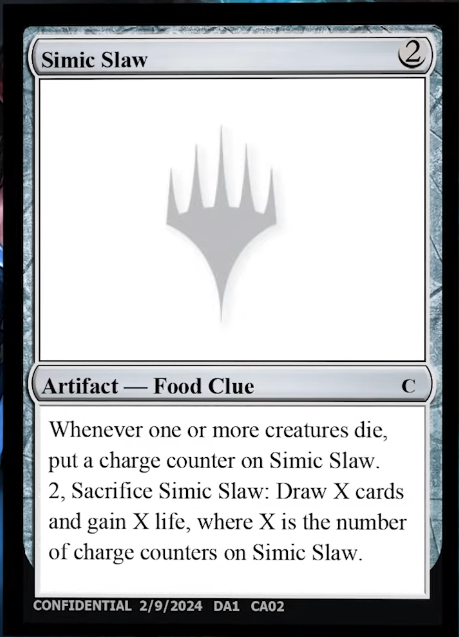 Simic Slaw 2
Artifact — Food Clue C
Whenever one or more creatures die,
put a charge counter on Simic Slaw.
2, Sacrifice Simic Slaw: Draw X cards
and gain X life, where X is the number
of charge counters on Simic Slaw.
CONFIDENTIAL 2/9/2024 DA1 CA02